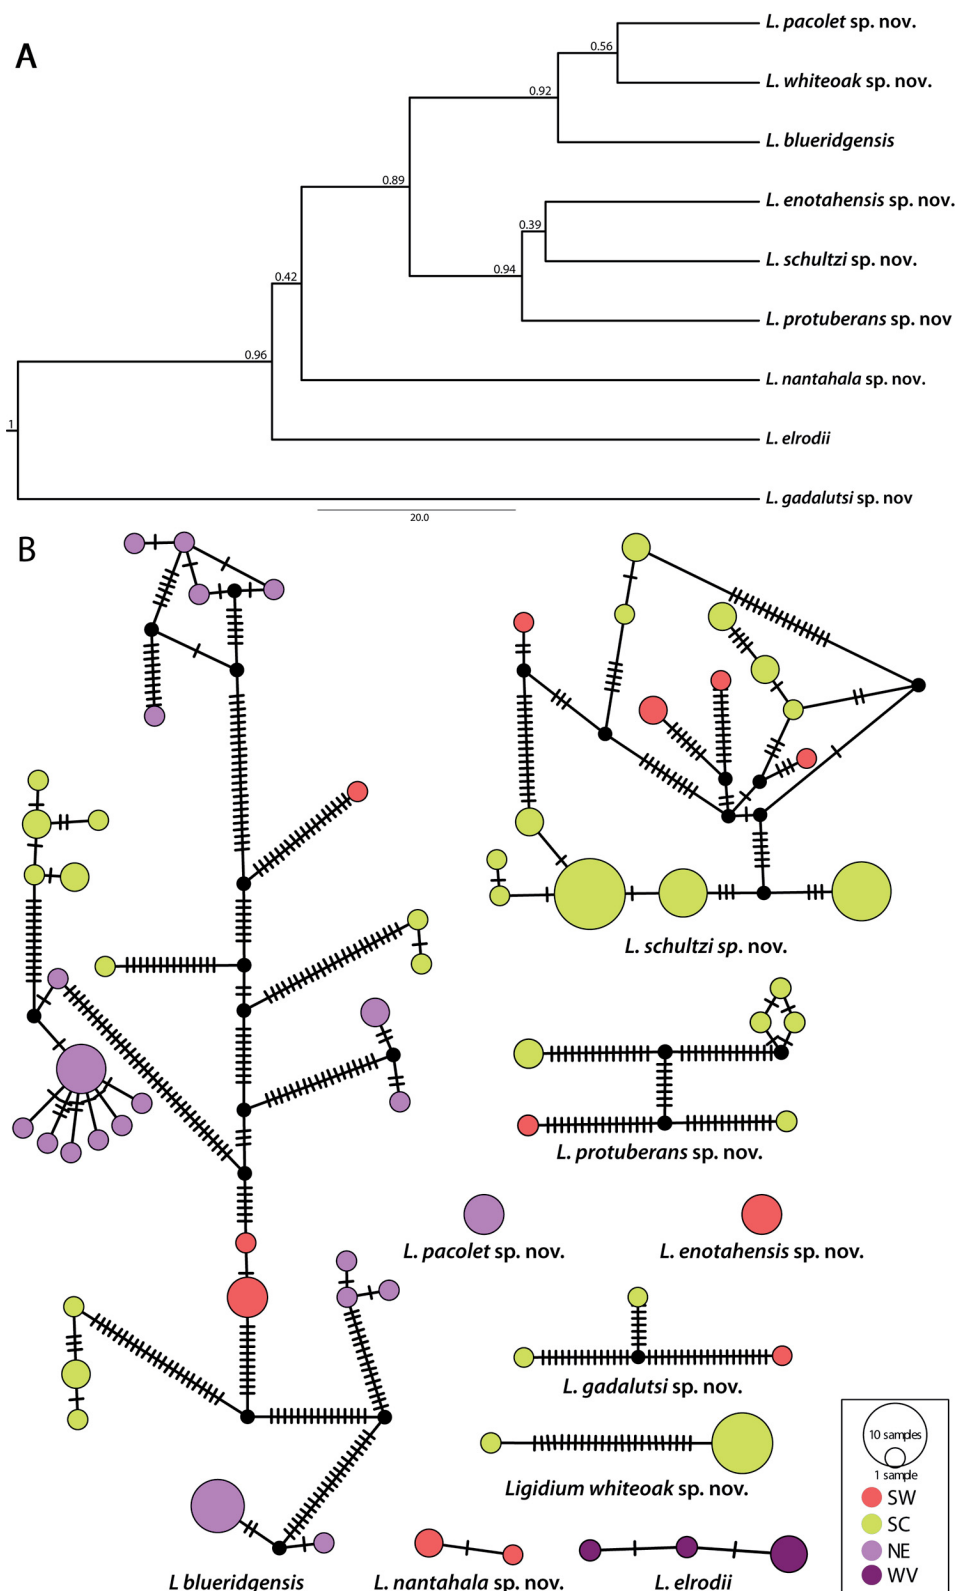 A
L. pacolet sp. nov.
0.56
L. whiteoak sp. nov.
0.92
L. blueridgensis
0.89
L. enotahensis sp. nov.
0.39
L. schultzi sp. nov.
0.94
0.42
L. protuberans sp. nov
0.96
L. nantahala sp. nov.
1
L. elrodii
L. gadalutsi sp. nov
20.0
B
L. schultzi sp. nov.
L. protuberans sp. nov.
L. pacolet sp. nov.
L. enotahensis sp. nov.
L. gadalutsi sp. nov.
Ligidium whiteoak sp. nov.
L blueridgensis
L. nantahala sp. nov.
L. elrodii
10 samples
1 sample
SW
SC
NE
WV